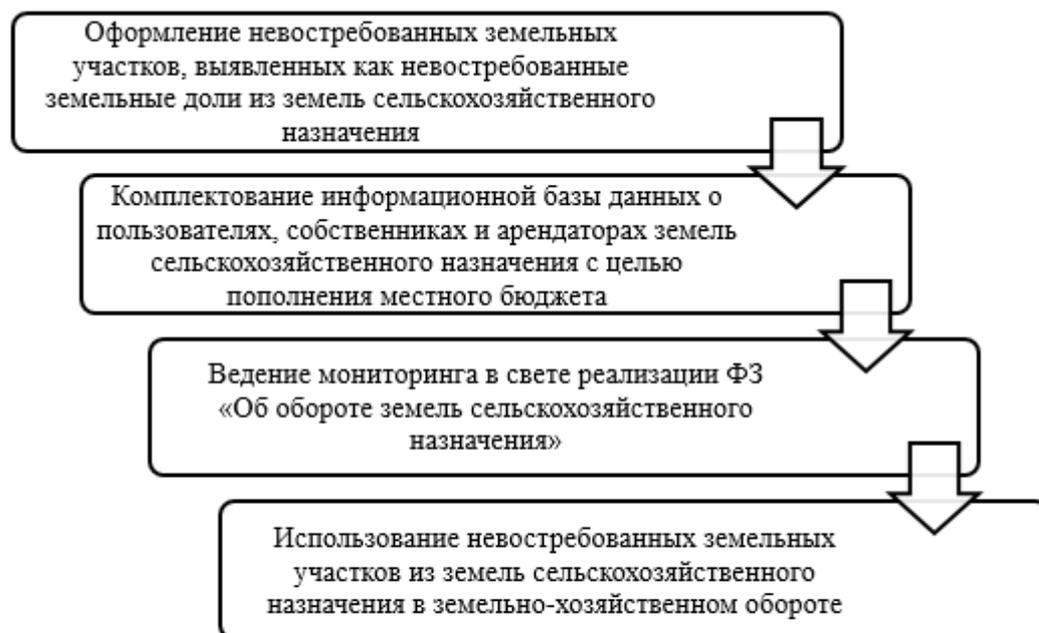 Оформление невостребованных земельных
участков, выявленных как невостребованные
земельные доли из земель сельскохозяйственного
назначения
Комплектование информационной базы данных о
пользователях, собственниках и арендаторах земель
сельскохозяйственного назначения с целью
пополнения местного бюджета
Ведение мониторинга в свете реализации ФЗ
«Об обороте земель сельскохозяйственного
назначения»
Использование невостребованных земельных
участков из земель сельскохозяйственного
назначения в земельно-хозяйственном обороте